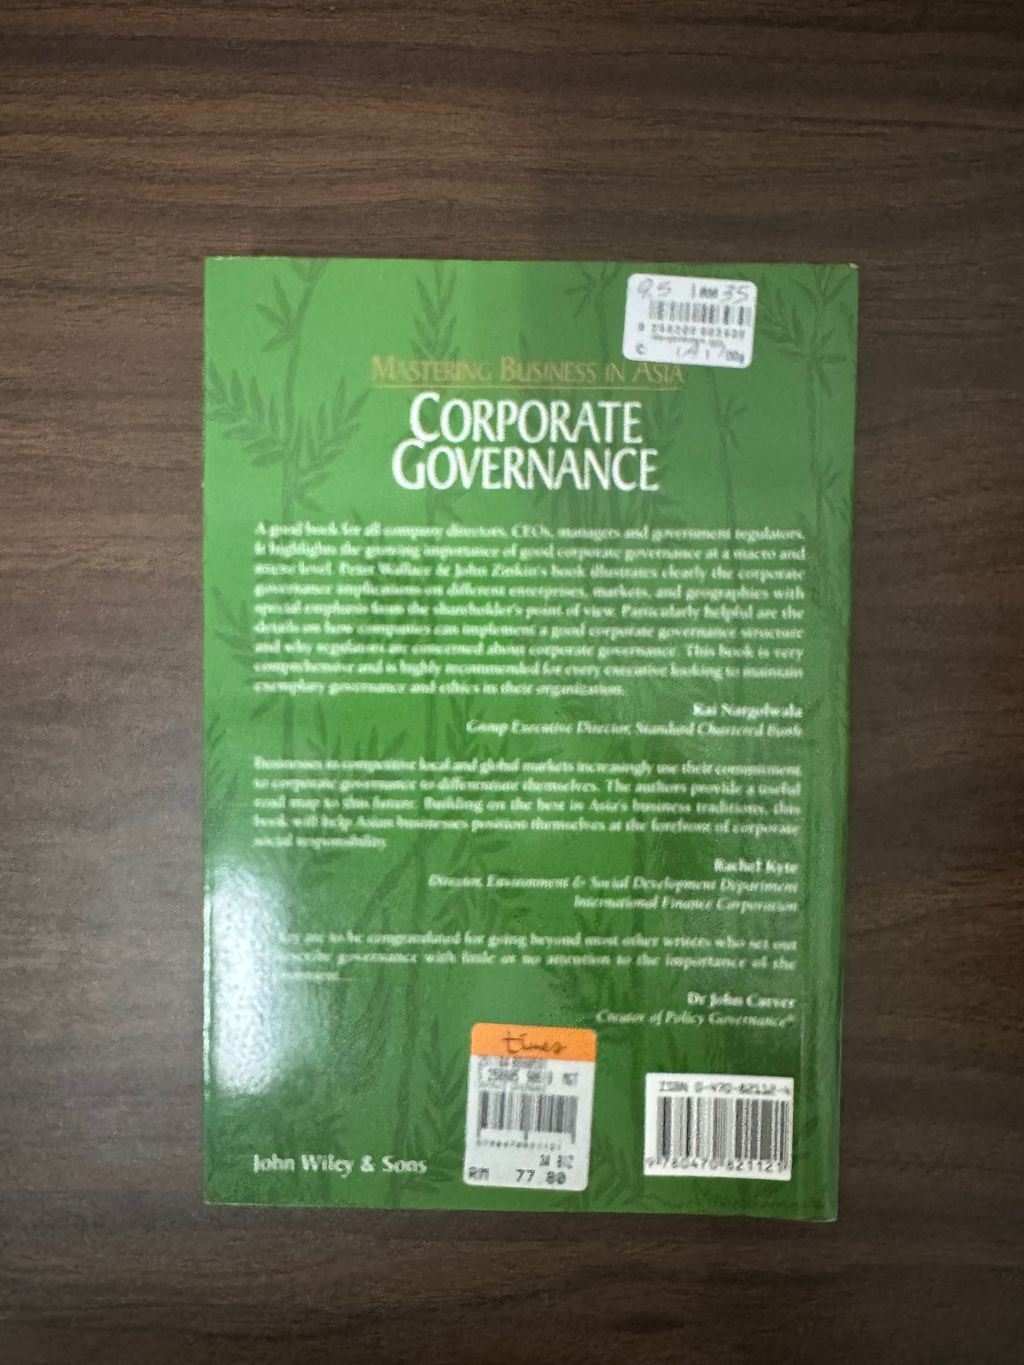 RM 35
MASTERING BUSINESS IN ASIA
CORPORATE
GOVERNANCE
A good book for all company directors, CEOs, managers and government regulators.
It highlights the growing importance of good corporate governance at a macro and
micro level. Peter Wallace & John Zinkin's book illustrates clearly the corporate
governance implications on different enterprises, markets, and geographies with
special emphasis from the shareholder's point of view. Particularly helpful are the
details on how companies can implement a good corporate governance structure
and why regulators are concerned about corporate governance. This book is very
comprehensive and is highly recommended for every executive looking to maintain
exemplary governance and ethics in their organization.
Kai Nargolwala
Group Executive Director, Standard Chartered Bank
Businesses in competitive local and global markets increasingly use their commitment
to corporate governance to differentiate themselves. The authors provide a useful
road map to this future. Building on the best in Asia's business traditions, this
book will help Asian businesses position themselves at the forefront of corporate
social responsibility.
Rachel Kyte
Director, Environment & Social Development Department
International Finance Corporation
are to be congratulated for going beyond most other writers who set out
governance with little or no attention to the importance of the
Dr John Carver
Creator of Policy Governance®
times
ISBN 0-470-82112-4
9 780470 821121
John Wiley & Sons
RM 77.80